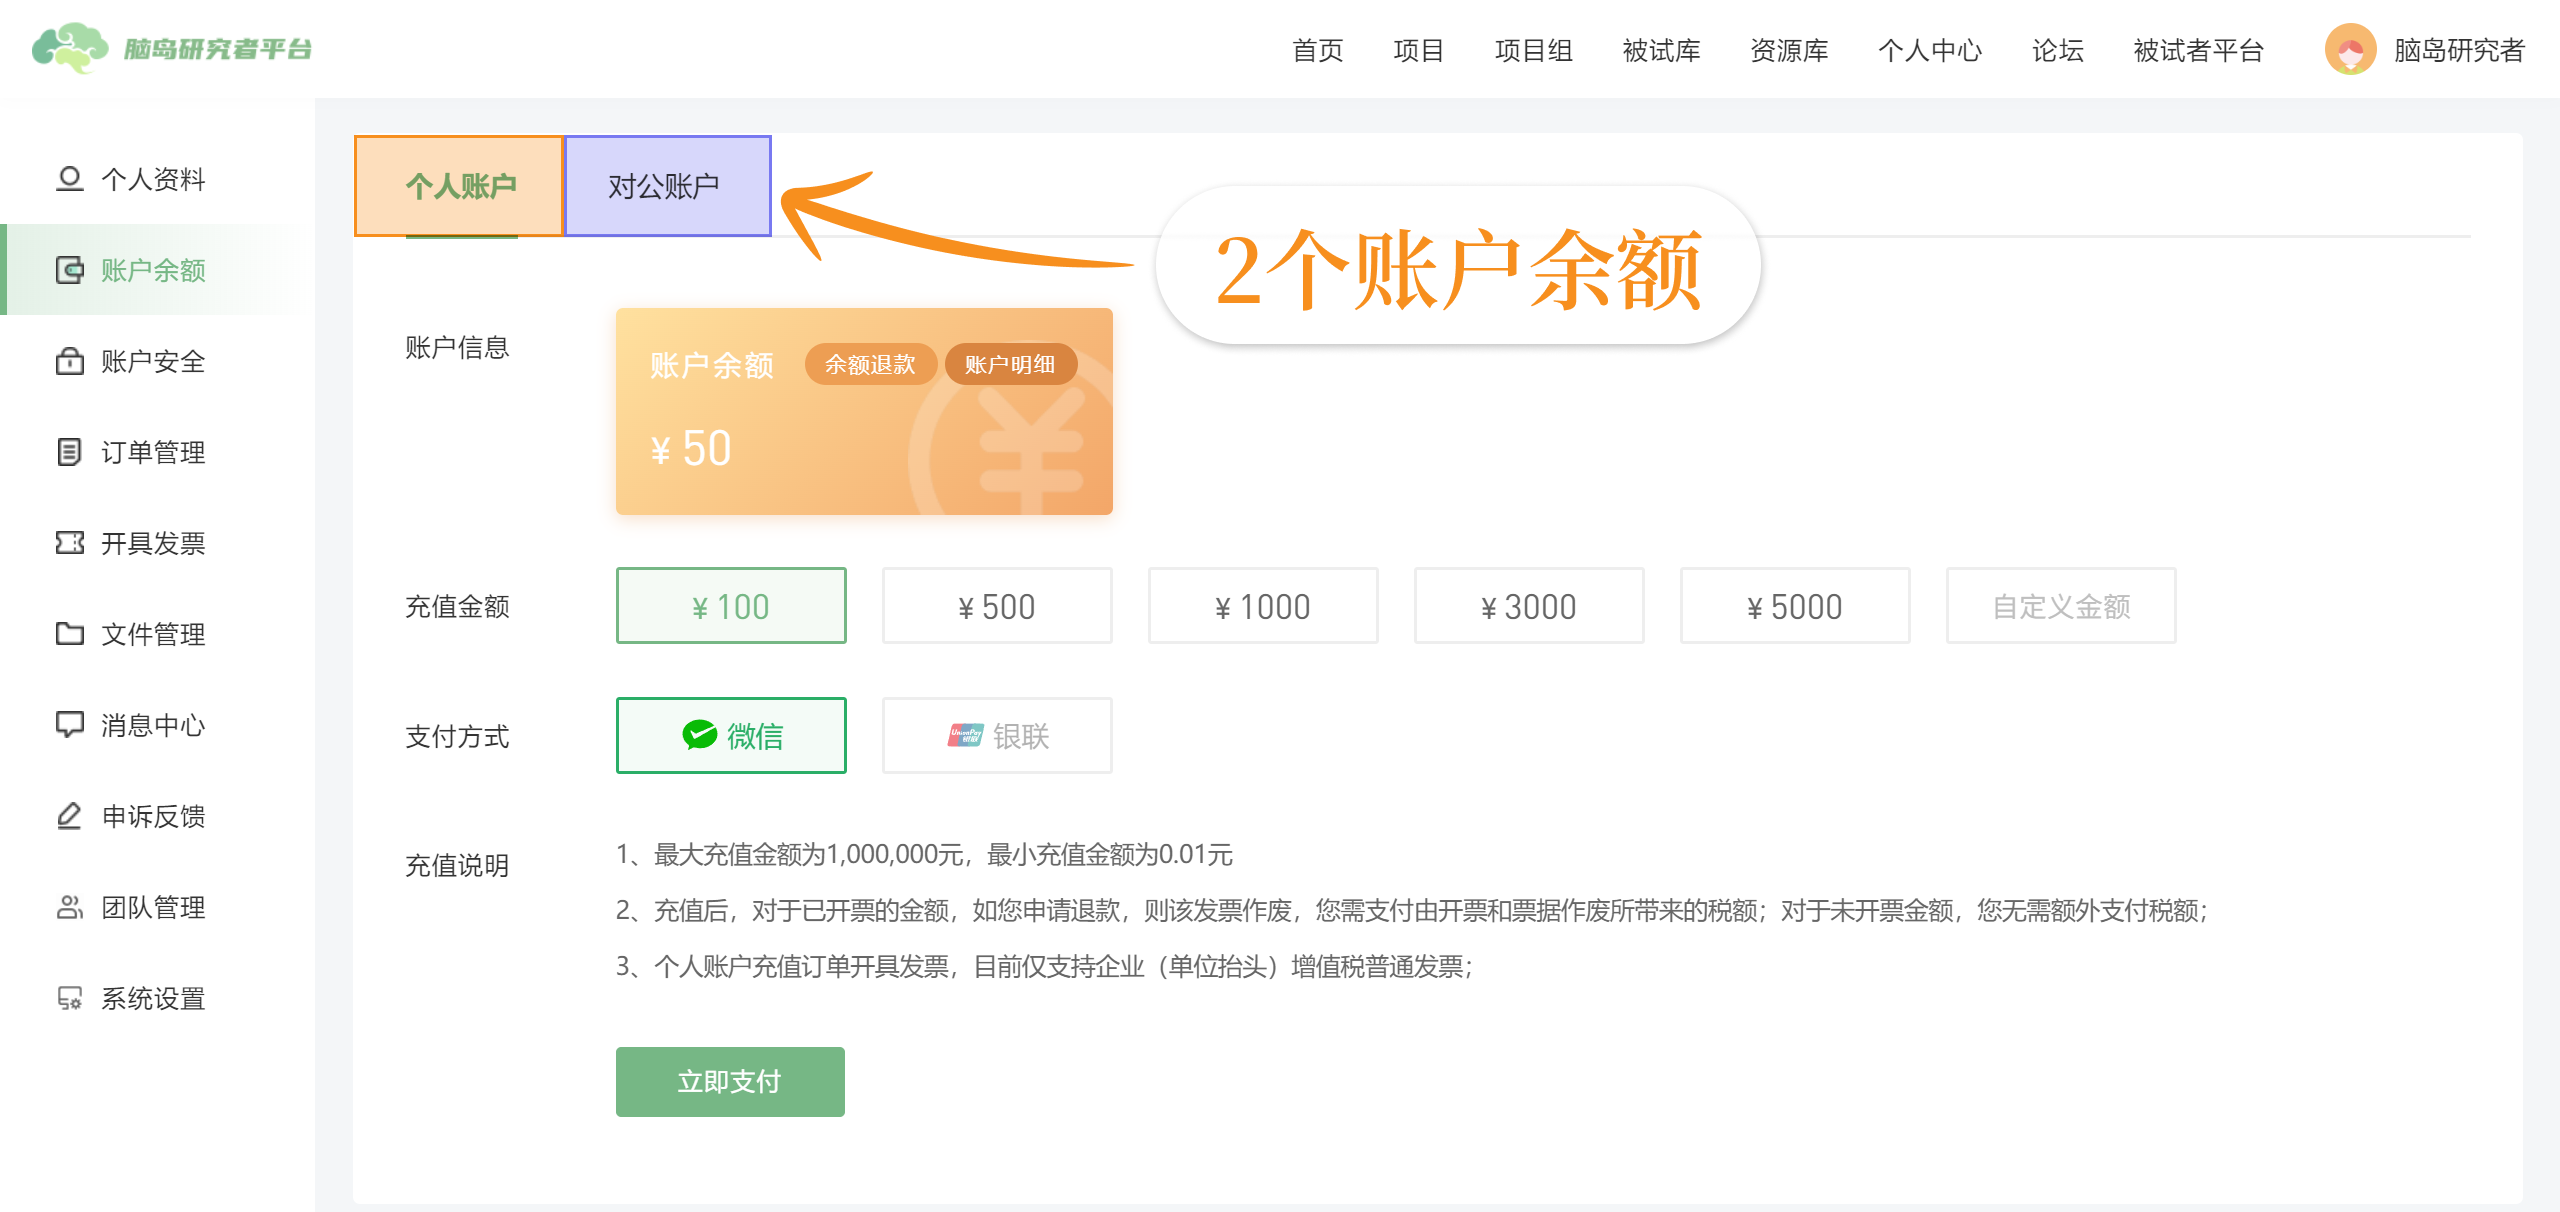 脑岛研究者平台
首页 项目 项目组 被试库 资源库 个人中心 论坛 被试者平台 脑岛研究者
个人资料
账户余额
账户安全
订单管理
开具发票
文件管理
消息中心
申诉反馈
团队管理
系统设置
个人账户 对公账户
2个账户余额
账户信息
账户余额 余额退款 账户明细
¥ 50
充值金额
¥ 100 ¥ 500 ¥ 1000 ¥ 3000 ¥ 5000 自定义金额
支付方式
微信 UnionPay 银联 银联
充值说明
1、最大充值金额为1,000,000元，最小充值金额为0.01元
2、充值后，对于已开票的金额，如您申请退款，则该发票作废，您需支付由开票和票据作废所带来的税额；对于未开票金额，您无需额外支付税额；
3、个人账户充值订单开具发票，目前仅支持企业（单位抬头）增值税普通发票；
立即支付